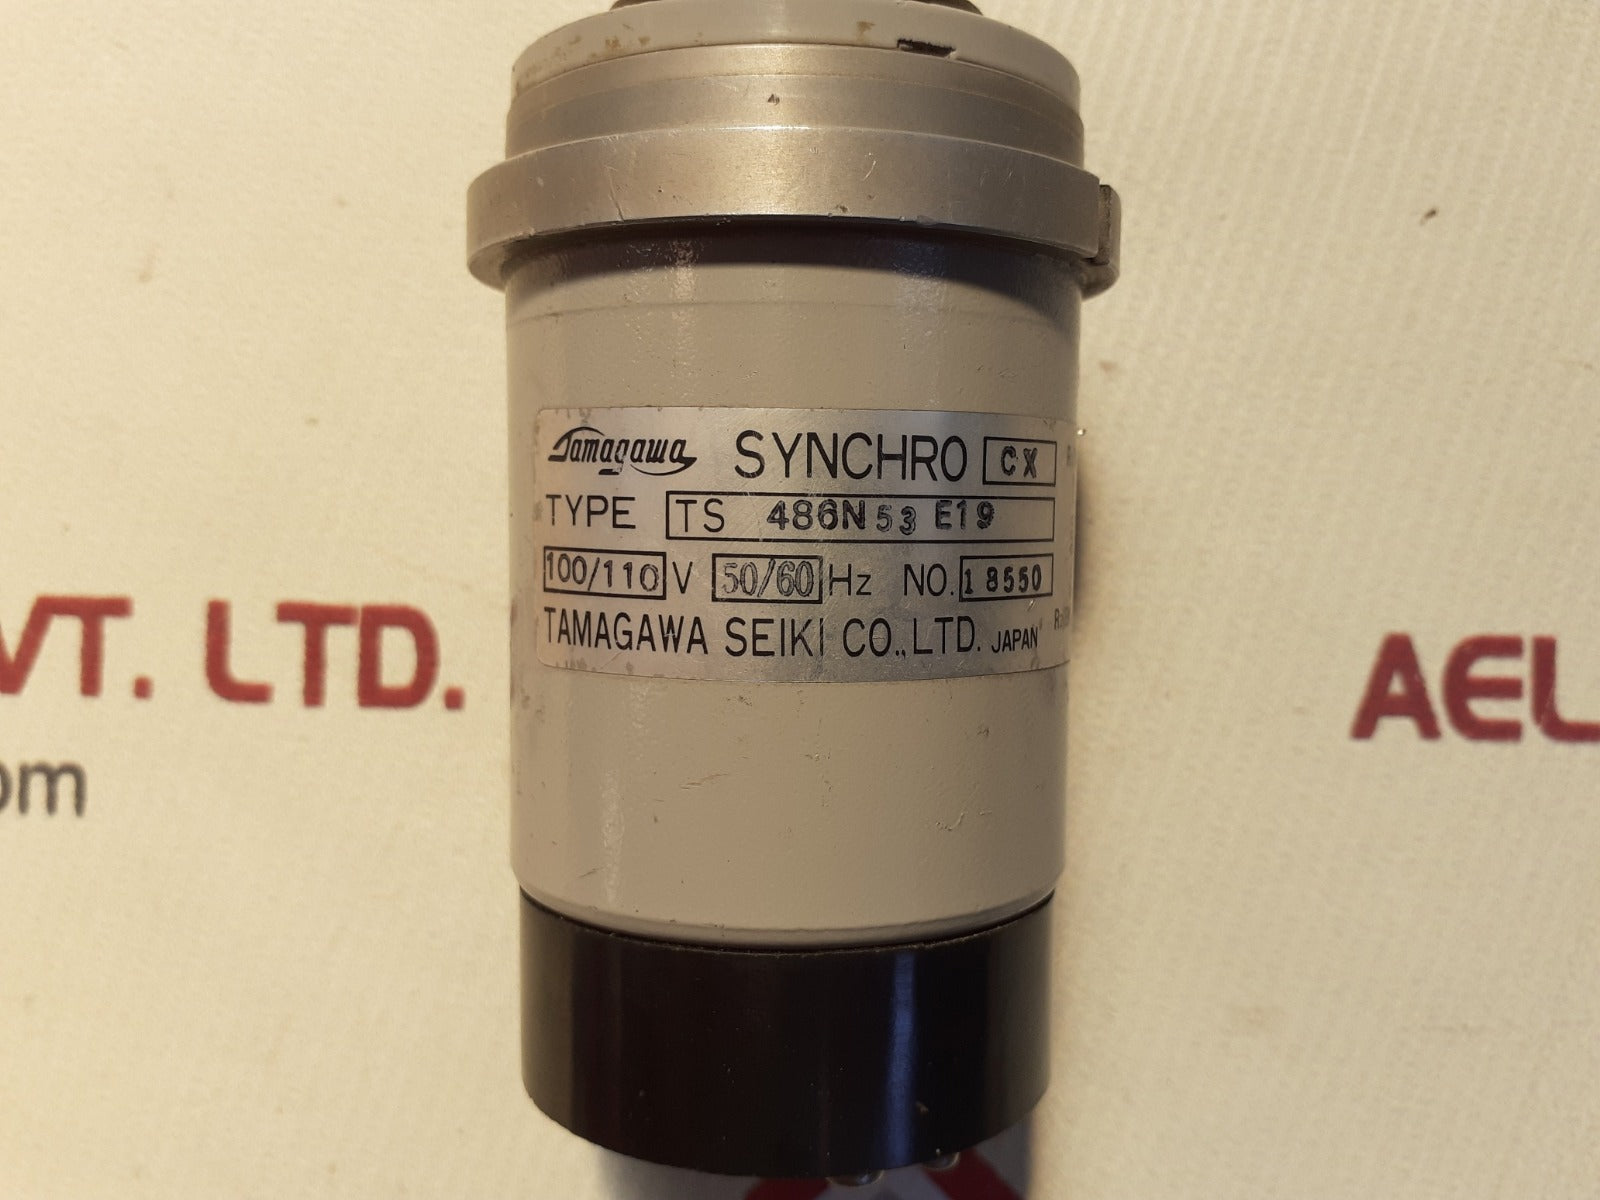 Tamagawa SYNCHRO CX
TYPE TS 486N53 E19
100/110 V 50/60 Hz NO. 18550
TAMAGAWA SEIKI CO., LTD. JAPAN
VT. LTD.
om
AEL